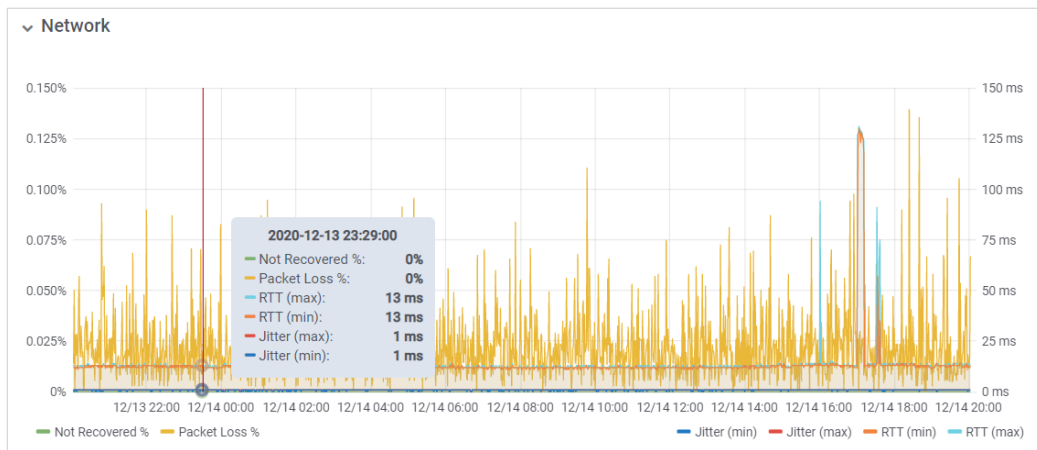 Network
0.150% 150 ms
0.125% 125 ms
0.100% 100 ms
0.075% 75 ms
0.050% 50 ms
0.025% 25 ms
0% 0 ms
2020-12-13 23:29:00
Not Recovered %: 0%
Packet Loss %: 0%
RTT (max): 13 ms
RTT (min): 13 ms
Jitter (max): 1 ms
Jitter (min): 1 ms
12/13 22:00 12/14 00:00 12/14 02:00 12/14 04:00 12/14 06:00 12/14 08:00 12/14 10:00 12/14 12:00 12/14 14:00 12/14 16:00 12/14 18:00 12/14 20:00
Not Recovered % Packet Loss % Jitter (min) Jitter (max) RTT (min) RTT (max)